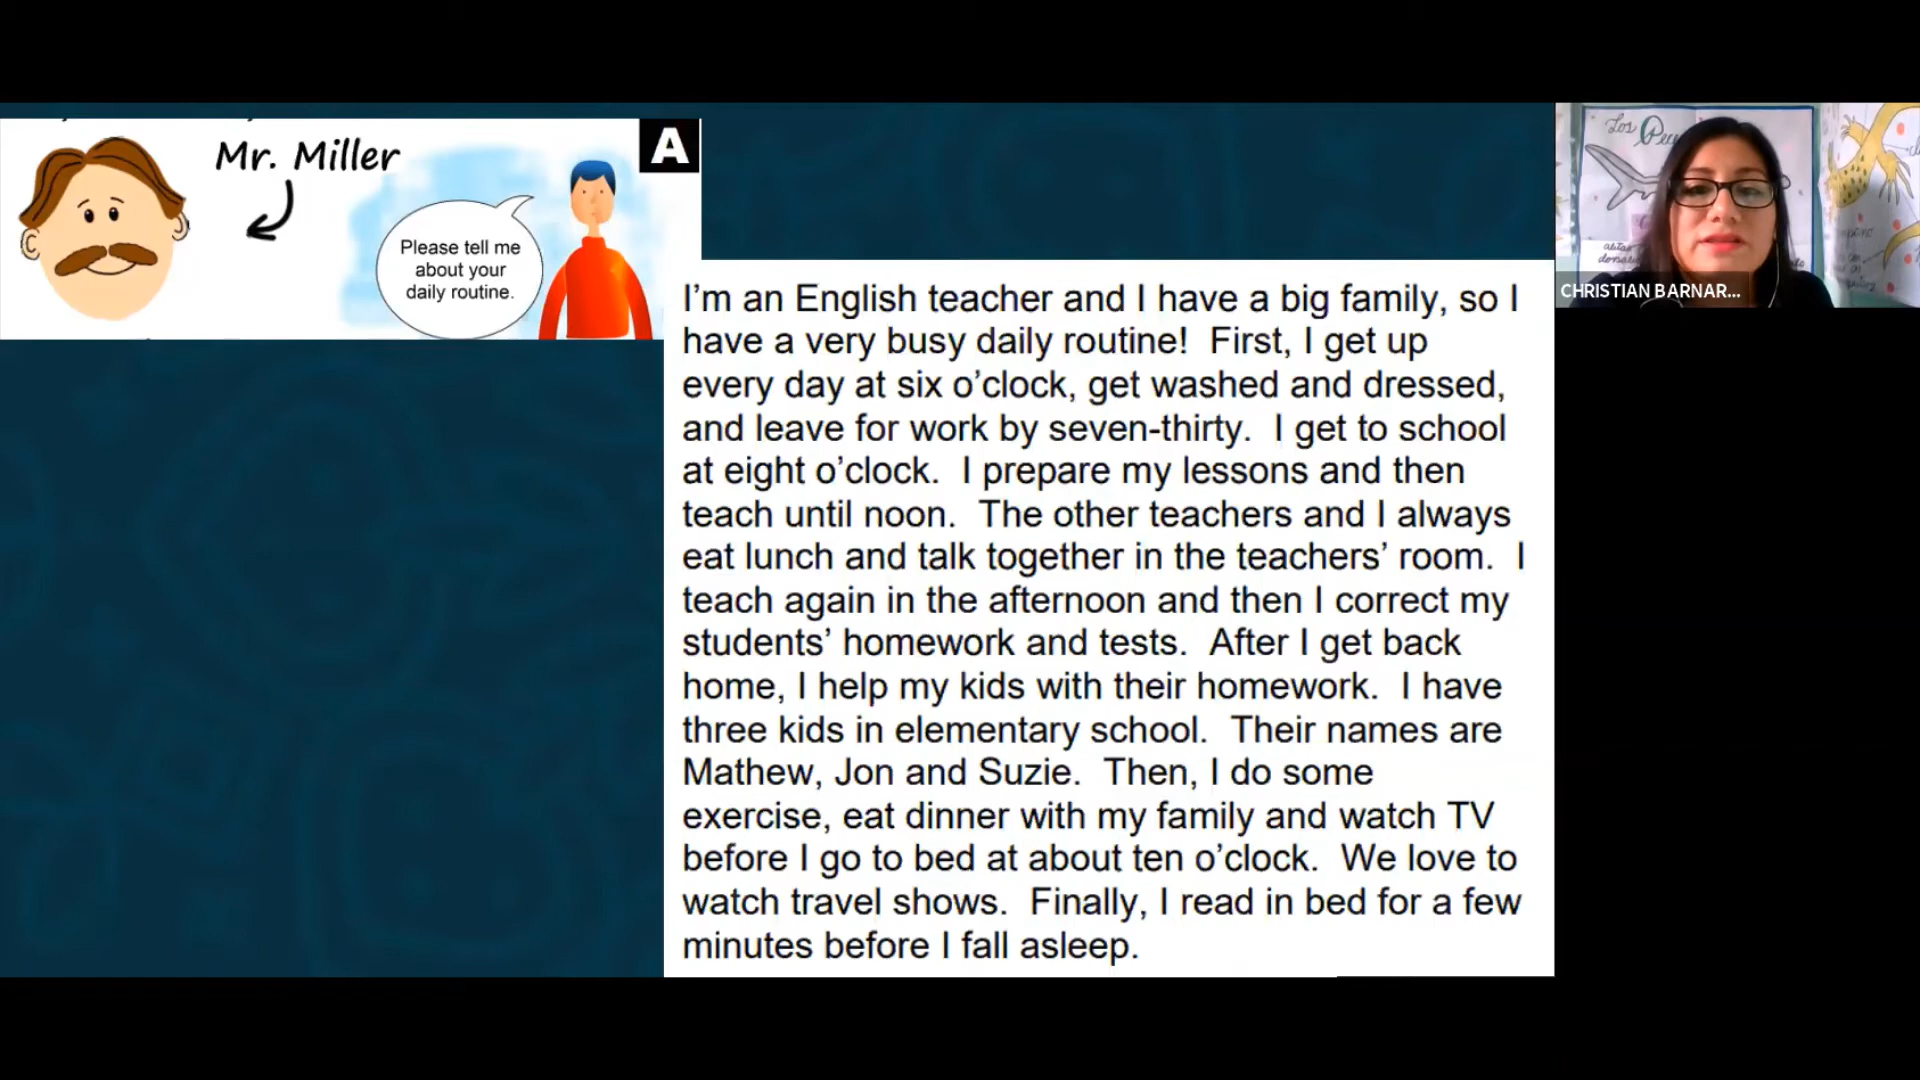 Mr. Miller
A
Please tell me
about your
daily routine.
I'm an English teacher and I have a big family, so I
have a very busy daily routine!  First, I get up
every day at six o'clock, get washed and dressed,
and leave for work by seven-thirty.  I get to school
at eight o'clock.  I prepare my lessons and then
teach until noon.  The other teachers and I always
eat lunch and talk together in the teachers' room.  I
teach again in the afternoon and then I correct my
students' homework and tests.  After I get back
home, I help my kids with their homework.  I have
three kids in elementary school.  Their names are
Mathew, Jon and Suzie.  Then, I do some
exercise, eat dinner with my family and watch TV
before I go to bed at about ten o'clock.  We love to
watch travel shows.  Finally, I read in bed for a few
minutes before I fall asleep.
Los
CHRISTIAN BARNAR...